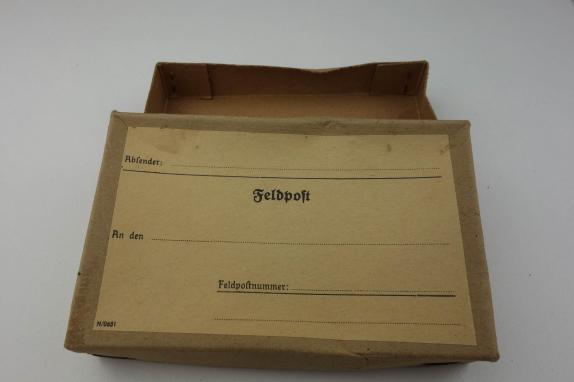 Absender:
Feldpost
An den
Feldpostnummer: